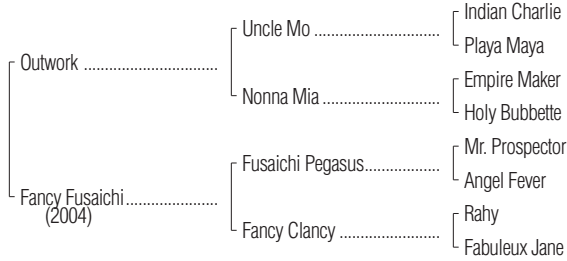 Indian Charlie
Uncle Mo ..............................
Playa Maya
Outwork ................................
Empire Maker
Nonna Mia ............................
Holy Bubbette
Mr. Prospector
Fusaichi Pegasus...................
Angel Fever
Fancy Fusaichi......................
(2004)
Rahy
Fancy Clancy ........................
Fabuleux Jane